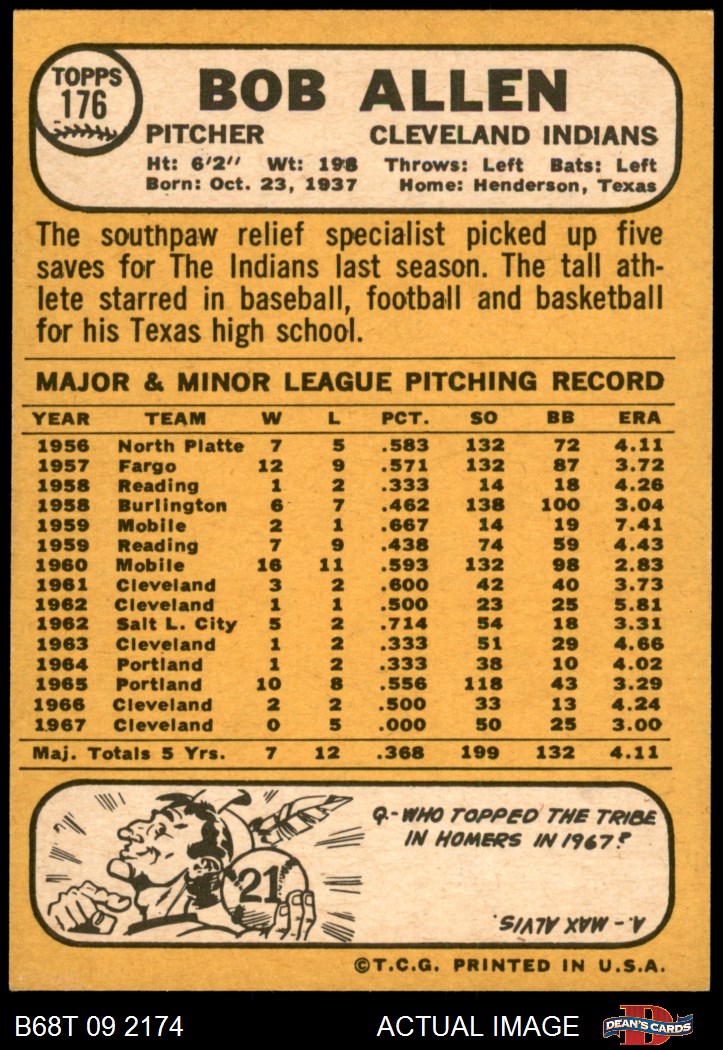 TOPPS
176
BOB ALLEN
PITCHER CLEVELAND INDIANS
Ht: 6'2" Wt: 198 Throws: Left Bats: Left
Born: Oct. 23, 1937 Home: Henderson, Texas
The southpaw relief specialist picked up five
saves for The Indians last season. The tall ath-
lete starred in baseball, football and basketball
for his Texas high school.
MAJOR & MINOR LEAGUE PITCHING RECORD
YEAR TEAM W L PCT. SO BB ERA
1956 North Platte 7 5 .583 132 72 4.11
1957 Fargo 12 9 .571 132 87 3.72
1958 Reading 1 2 .333 14 18 4.26
1958 Burlington 6 7 .462 138 100 3.04
1959 Mobile 2 1 .667 14 19 7.41
1959 Reading 7 9 .438 74 59 4.43
1960 Mobile 16 11 .593 132 98 2.83
1961 Cleveland 3 2 .600 42 40 3.73
1962 Cleveland 1 1 .500 23 25 5.81
1962 Salt L. City 5 2 .714 54 18 3.31
1963 Cleveland 1 2 .333 51 29 4.66
1964 Portland 1 2 .333 38 10 4.02
1965 Portland 10 8 .556 118 43 3.29
1966 Cleveland 2 2 .500 33 13 4.24
1967 Cleveland 0 5 .000 50 25 3.00
Maj. Totals 5 Yrs. 7 12 .368 199 132 4.11
21
Q.-WHO TOPPED THE TRIBE
IN HOMERS IN 1967?
A.-MAX ALVIS.
©T.C.G. PRINTED IN U.S.A.
B68T 09 2174 ACTUAL IMAGE
D
DEAN'S CARDS